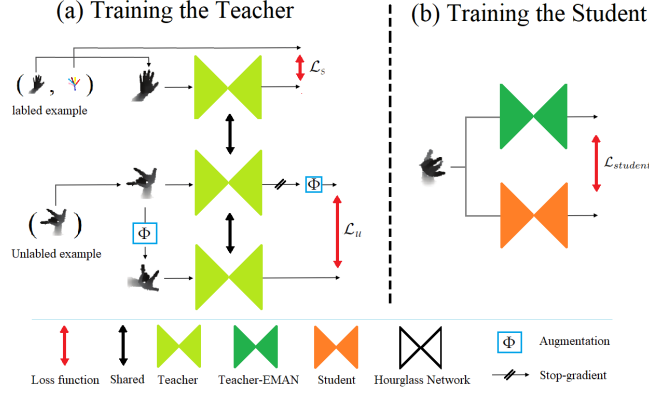 (a) Training the Teacher
(b) Training the Student
( , )
labled example
ℒs
Φ
( )
Unlabled example
Φ
ℒu
ℒstudent
Loss function
Shared
Teacher
Teacher-EMAN
Student
Hourglass Network
Φ
Augmentation
Stop-gradient